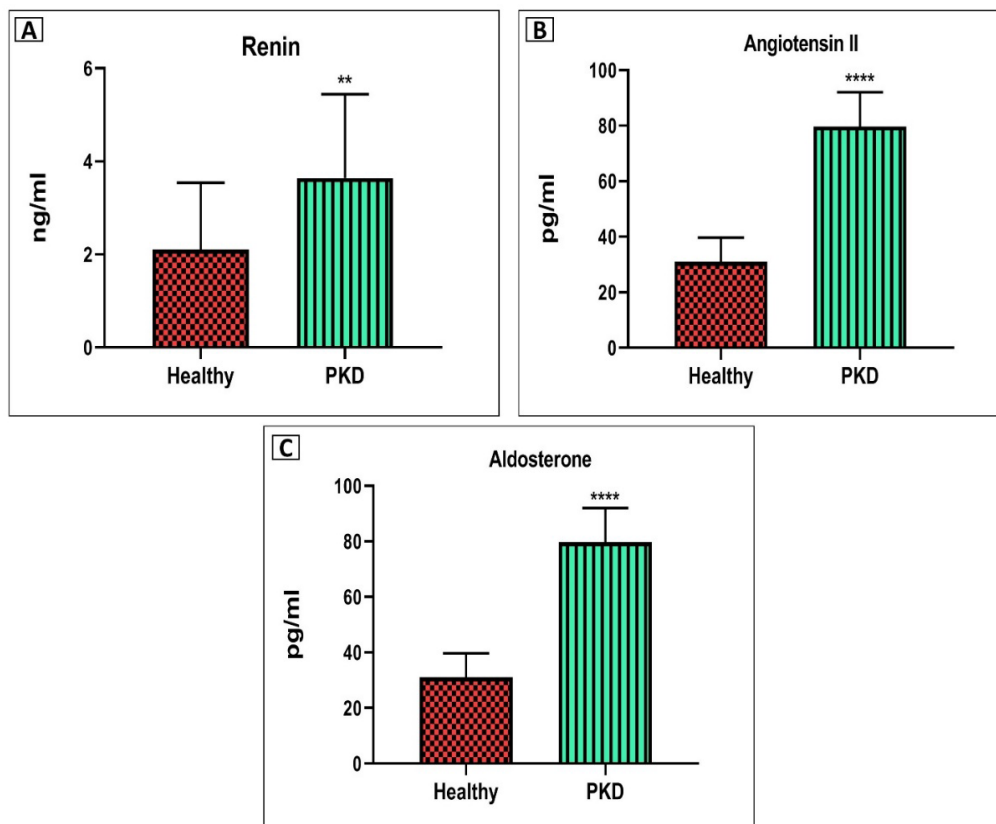 A
Renin
6
4
2
0
ng/ml
**
Healthy PKD
B
Angiotensin II
100
80
60
40
20
0
pg/ml
****
Healthy PKD
C
Aldosterone
100
80
60
40
20
0
pg/ml
****
Healthy PKD